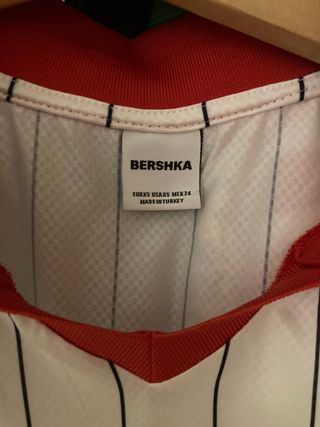 BERSHKA
EUR XS USA XS MEX 24
MADE IN TURKEY